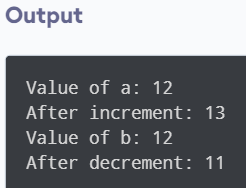 Output
Value of a: 12
After increment: 13
Value of b: 12
After decrement: 11